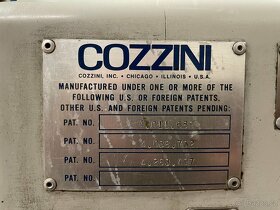 COZZINI
COZZINI, INC. • CHICAGO • ILLINOIS • U.S.A.
MANUFACTURED UNDER ONE OR MORE OF THE
FOLLOWING U.S. OR FOREIGN PATENTS.
OTHER U.S. AND FOREIGN PATENTS PENDING:
PAT. NO.
PAT. NO.
PAT. NO.
PAT. NO.